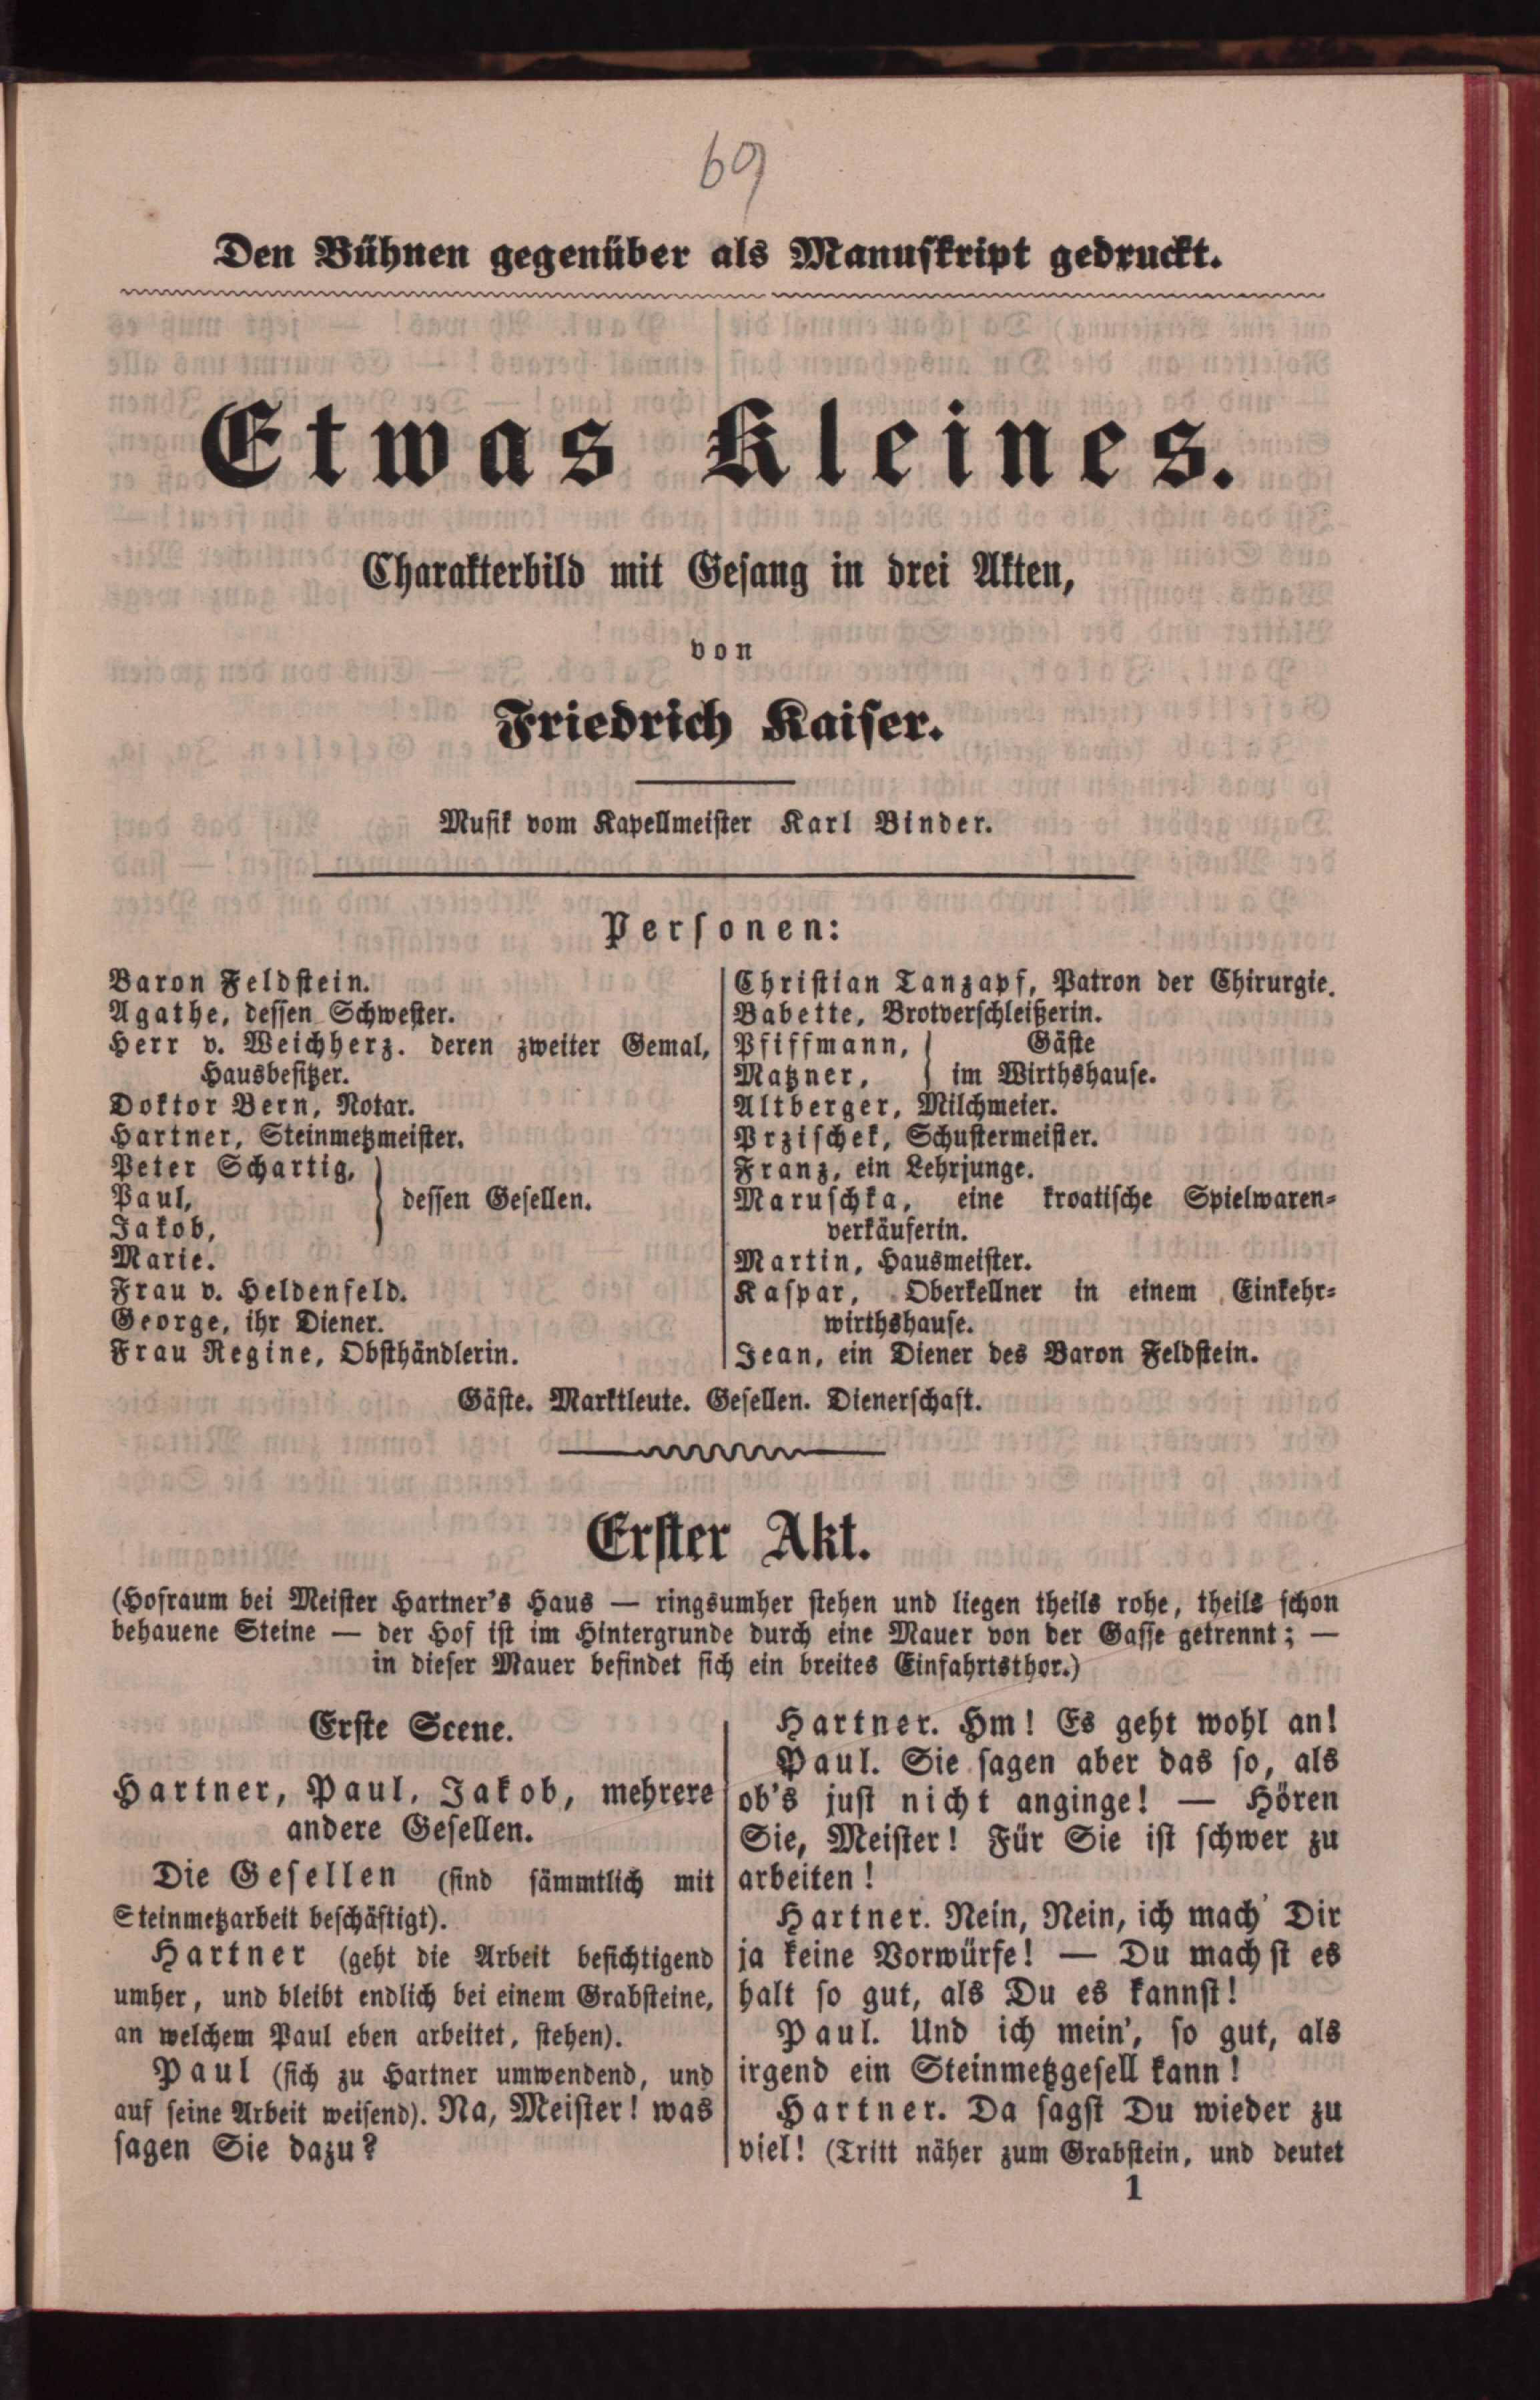 69
Den Bühnen gegenüber als Manuskript gedruckt.
Etwas Kleines.
Charakterbild mit Gesang in drei Akten,
von
Friedrich Kaiser.
Musik vom Kapellmeister Karl Binder.
Personen:
Baron Feldstein.
Agathe, dessen Schwester.
Herr v. Weichherz. deren zweiter Gemal,
Hausbesitzer.
Doktor Bern, Notar.
Hartner, Steinmetzmeister.
Peter Schartig,
Paul,
dessen Gesellen.
Jakob,
Marie.
Frau v. Heldenfeld.
George, ihr Diener.
Frau Regine, Obsthändlerin.
Christian Tanzapf, Patron der Chirurgie.
Babette, Brotverschleißerin.
Pfiffmann, Gäste
Matzner, im Wirthshause.
Altberger, Milchmeier.
Przischek, Schustermeister.
Franz, ein Lehrjunge.
Maruschka, eine kroatische Spielwaren-
verkäuferin.
Martin, Hausmeister.
Kaspar, Oberkellner in einem Einkehr-
wirthshause.
Jean, ein Diener des Baron Feldstein.
Gäste. Marktleute. Gesellen. Dienerschaft.
Erster Akt.
(Hofraum bei Meister Hartner's Haus — ringsumher stehen und liegen theils rohe, theils schon
behauene Steine — der Hof ist im Hintergrunde durch eine Mauer von der Gasse getrennt; —
in dieser Mauer befindet sich ein breites Einfahrtsthor.)
Erste Scene.
Hartner, Paul, Jakob, mehrere
andere Gesellen.
Die Gesellen (sind sämmtlich mit
Steinmetzarbeit beschäftigt).
Hartner (geht die Arbeit besichtigend
umher, und bleibt endlich bei einem Grabsteine,
an welchem Paul eben arbeitet, stehen).
Paul (sich zu Hartner umwendend, und
auf seine Arbeit weisend). Na, Meister! was
sagen Sie dazu?
Hartner. Hm! Es geht wohl an!
Paul. Sie sagen aber das so, als
ob's just nicht anginge! — Hören
Sie, Meister! Für Sie ist schwer zu
arbeiten!
Hartner. Nein, Nein, ich mach' Dir
ja keine Vorwürfe! — Du machst es
halt so gut, als Du es kannst!
Paul. Und ich mein', so gut, als
irgend ein Steinmetzgesell kann!
Hartner. Da sagst Du wieder zu
viel! (Tritt näher zum Grabstein, und deutet
1